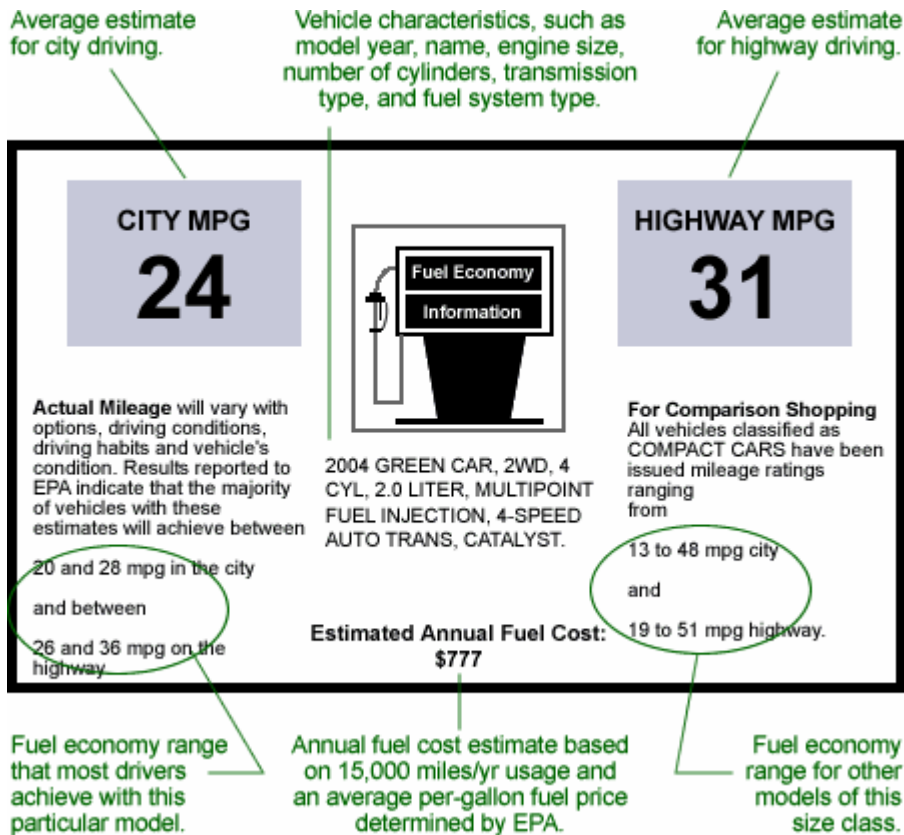 Average estimate
for city driving.
Vehicle characteristics, such as
model year, name, engine size,
number of cylinders, transmission
type, and fuel system type.
Average estimate
for highway driving.
CITY MPG
24
Fuel Economy
Information
HIGHWAY MPG
31
Actual Mileage will vary with
options, driving conditions,
driving habits and vehicle's
condition. Results reported to
EPA indicate that the majority
of vehicles with these
estimates will achieve between
20 and 28 mpg in the city
and between
26 and 36 mpg on the
highway.
2004 GREEN CAR, 2WD, 4
CYL, 2.0 LITER, MULTIPOINT
FUEL INJECTION, 4-SPEED
AUTO TRANS, CATALYST.
Estimated Annual Fuel Cost:
$777
For Comparison Shopping
All vehicles classified as
COMPACT CARS have been
issued mileage ratings
ranging
from
13 to 48 mpg city
and
19 to 51 mpg highway.
Fuel economy range
that most drivers
achieve with this
particular model.
Annual fuel cost estimate based
on 15,000 miles/yr usage and
an average per-gallon fuel price
determined by EPA.
Fuel economy
range for other
models of this
size class.